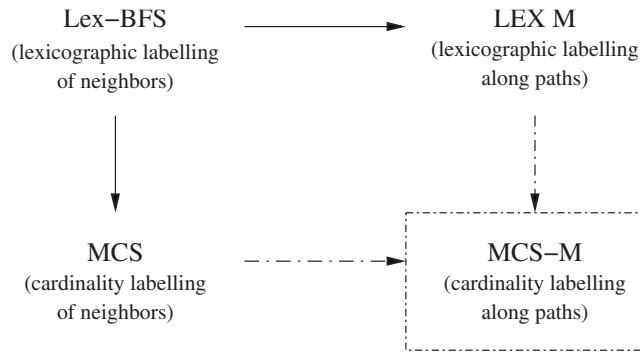 Lex–BFS
(lexicographic labelling
of neighbors)
LEX M
(lexicographic labelling
along paths)
MCS
(cardinality labelling
of neighbors)
MCS–M
(cardinality labelling
along paths)